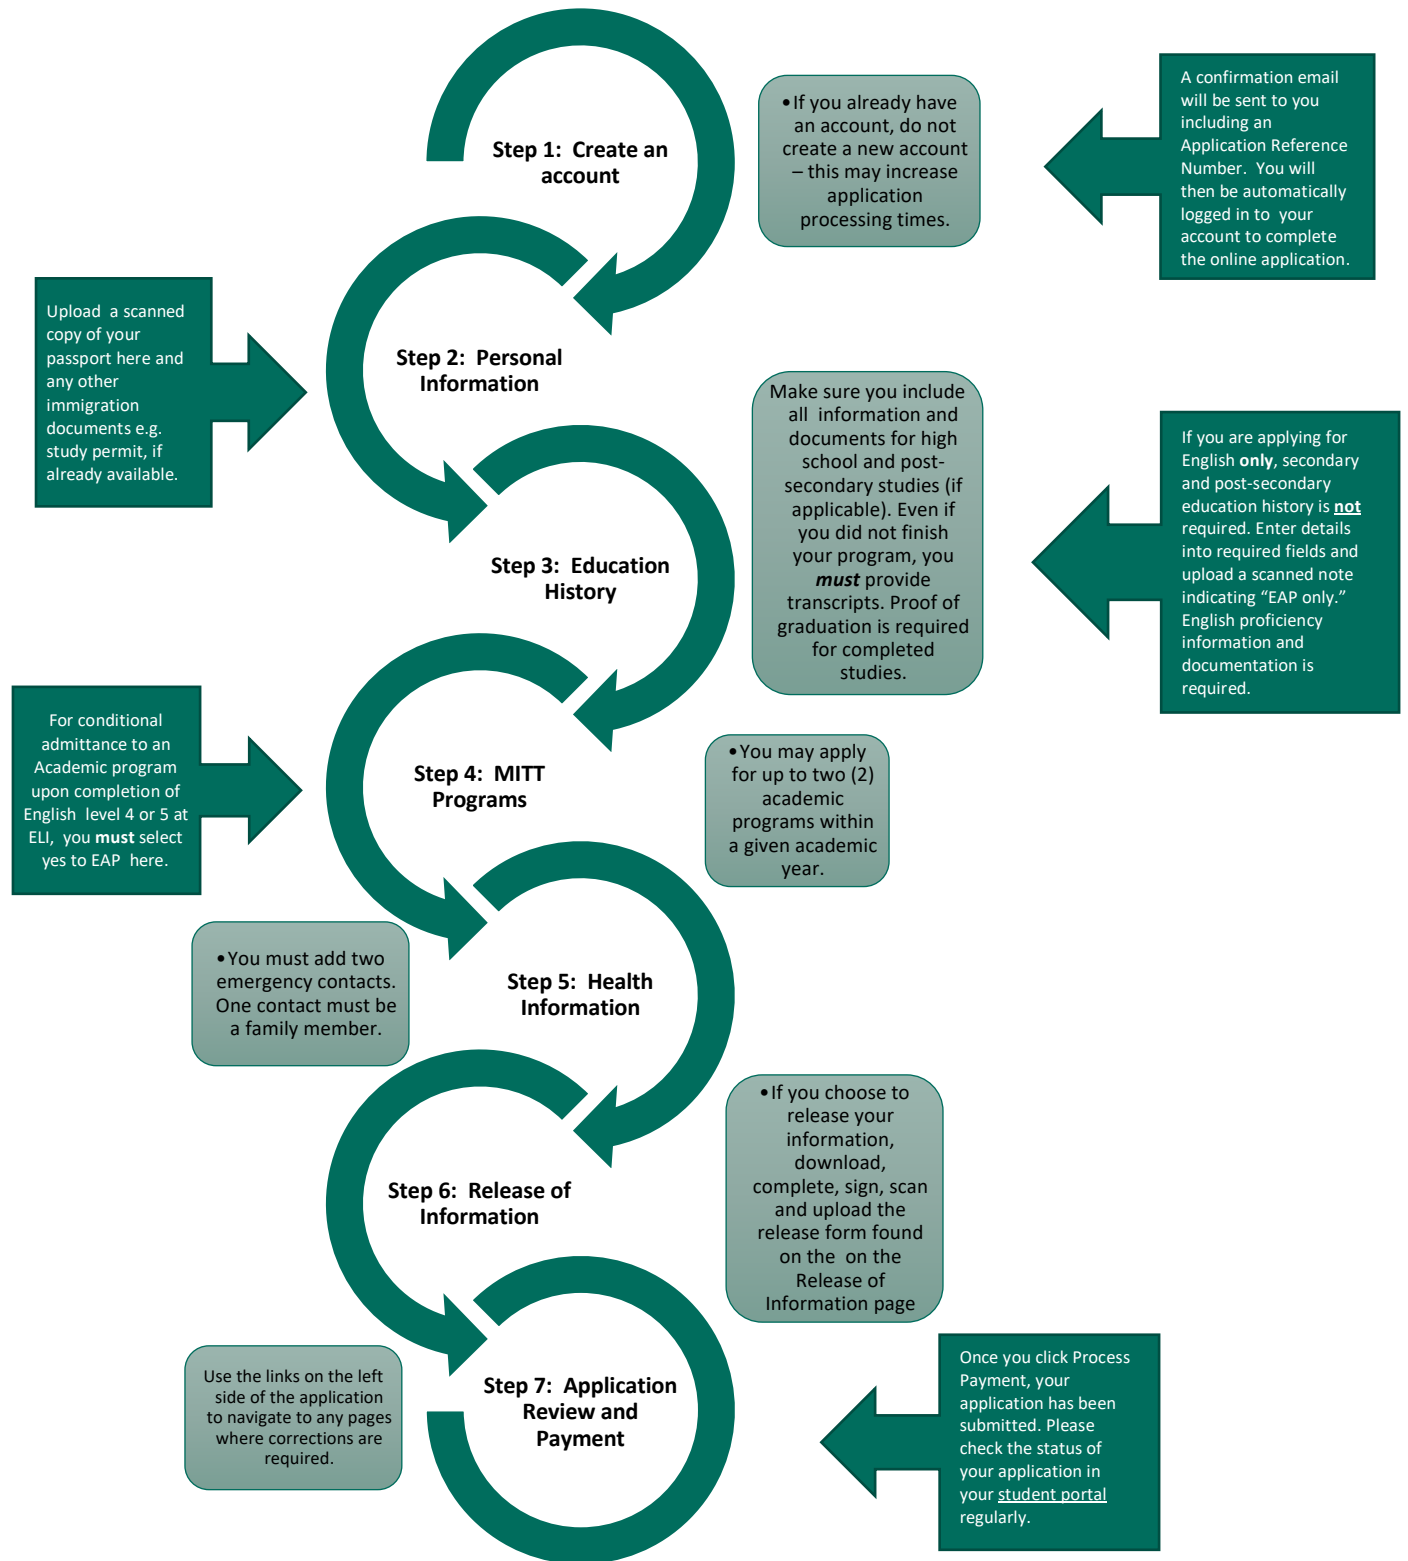 Step 1:  Create an
account
•If you already have
an account, do not
create a new account
– this may increase
application
processing times.
A confirmation email
will be sent to you
including an
Application Reference
Number.  You will
then be automatically
logged in to  your
account to complete
the online application.
Upload  a scanned
copy of your
passport here and
any other
immigration
documents e.g.
study permit, if
already available.
Step 2:  Personal
Information
Make sure you include
all  information and
documents for high
school and post-
secondary studies (if
applicable). Even if
you did not finish
your program, you
must provide
transcripts. Proof of
graduation is required
for completed
studies.
If you are applying for
English only, secondary
and post-secondary
education history is not
required. Enter details
into required fields and
upload a scanned note
indicating “EAP only.”
English proficiency
information and
documentation is
required.
Step 3:  Education
History
For conditional
admittance to an
Academic program
upon completion of
English  level 4 or 5 at
ELI,  you must select
yes to EAP  here.
Step 4:  MITT
Programs
•You may apply
for up to two (2)
academic
programs within
a given academic
year.
•You must add two
emergency contacts.
One contact must be
a family member.
Step 5:  Health
Information
•If you choose to
release your
information,
download,
complete, sign, scan
and upload the
release form found
on the  on the
Release of
Information page
Step 6:  Release of
Information
Use the links on the left
side of the application
to navigate to any pages
where corrections are
required.
Step 7:  Application
Review and
Payment
Once you click Process
Payment, your
application has been
submitted. Please
check the status of
your application in
your student portal
regularly.